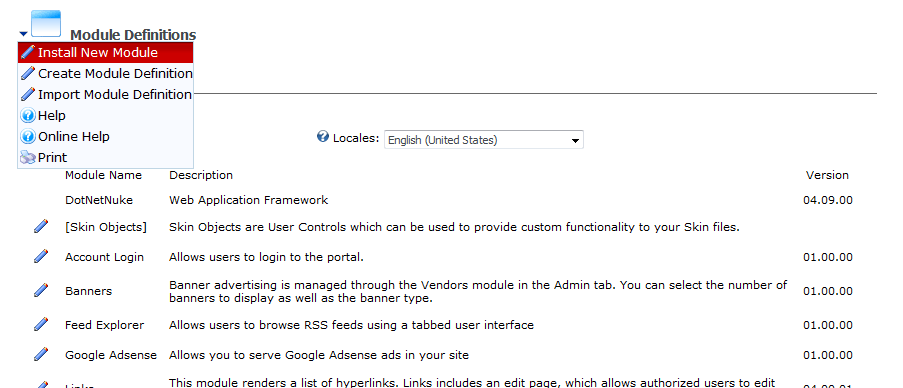 Module Definitions
Install New Module
Create Module Definition
Import Module Definition
Help
Online Help
Print
Locales: English (United States)
Module Name Description Version
DotNetNuke Web Application Framework 04.09.00
[Skin Objects] Skin Objects are User Controls which can be used to provide custom functionality to your Skin files.
Account Login Allows users to login to the portal. 01.00.00
Banners Banner advertising is managed through the Vendors module in the Admin tab. You can select the number of
banners to display as well as the banner type. 01.00.00
Feed Explorer Allows users to browse RSS feeds using a tabbed user interface 01.00.00
Google Adsense Allows you to serve Google Adsense ads in your site 01.00.00
Links This module renders a list of hyperlinks. Links includes an edit page, which allows authorized users to edit 04.00.01